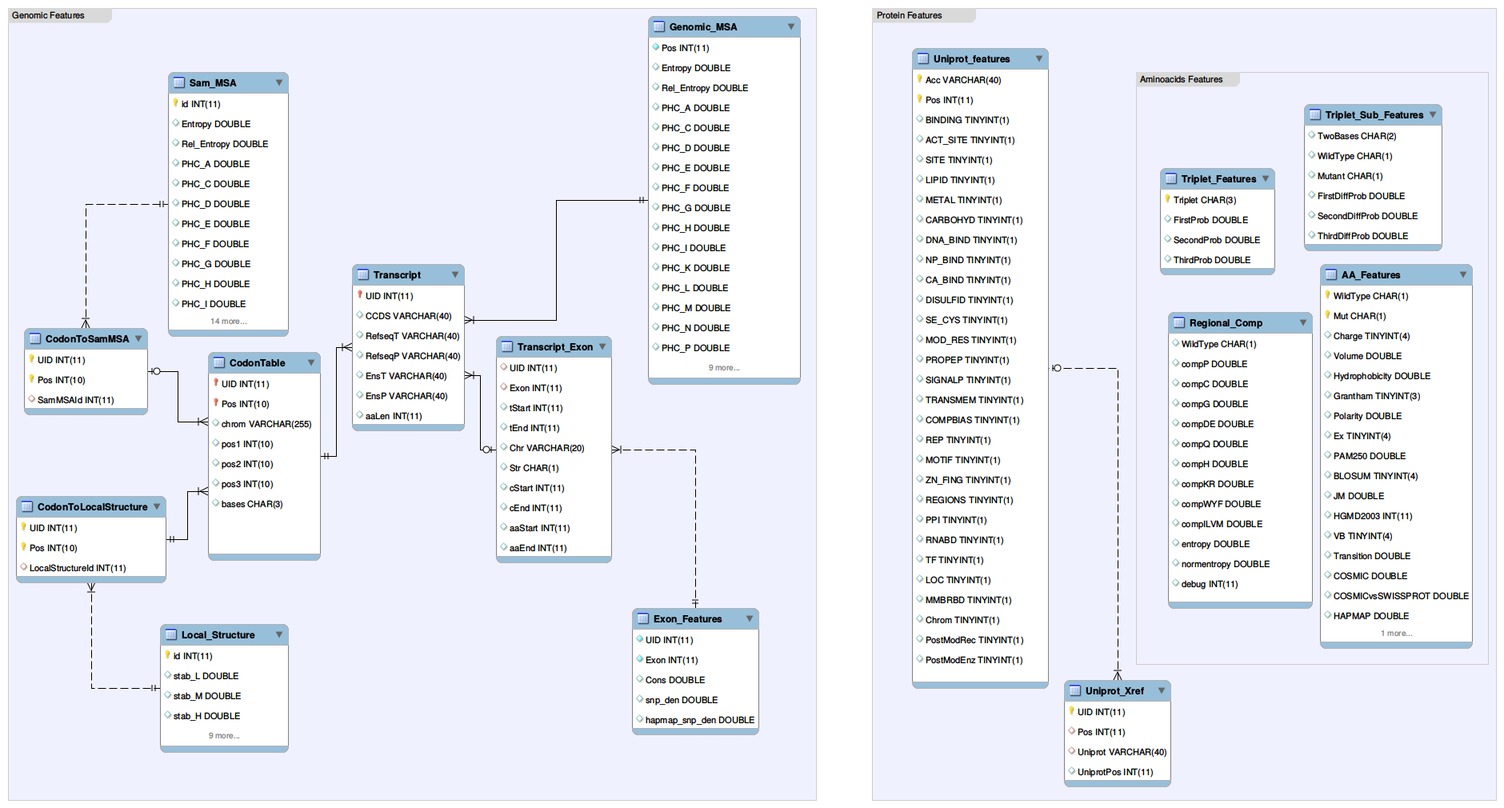 Genomic Features
Genomic_MSA
Pos INT(11)
Entropy DOUBLE
Rel_Entropy DOUBLE
PHC_A DOUBLE
PHC_C DOUBLE
PHC_D DOUBLE
PHC_E DOUBLE
PHC_F DOUBLE
PHC_G DOUBLE
PHC_H DOUBLE
PHC_I DOUBLE
PHC_K DOUBLE
PHC_L DOUBLE
PHC_M DOUBLE
PHC_N DOUBLE
PHC_P DOUBLE
9 more...
Sam_MSA
id INT(11)
Entropy DOUBLE
Rel_Entropy DOUBLE
PHC_A DOUBLE
PHC_C DOUBLE
PHC_D DOUBLE
PHC_E DOUBLE
PHC_F DOUBLE
PHC_G DOUBLE
PHC_H DOUBLE
PHC_I DOUBLE
14 more...
Transcript
UID INT(11)
CCDS VARCHAR(40)
RefseqT VARCHAR(40)
RefseqP VARCHAR(40)
EnsT VARCHAR(40)
EnsP VARCHAR(40)
aaLen INT(11)
CodonToSamMSA
UID INT(11)
Pos INT(10)
SamMSAId INT(11)
CodonTable
UID INT(11)
Pos INT(10)
chrom VARCHAR(255)
pos1 INT(10)
pos2 INT(10)
pos3 INT(10)
bases CHAR(3)
Transcript_Exon
UID INT(11)
Exon INT(11)
tStart INT(11)
tEnd INT(11)
Chr VARCHAR(20)
Str CHAR(1)
cStart INT(11)
cEnd INT(11)
aaStart INT(11)
aaEnd INT(11)
CodonToLocalStructure
UID INT(11)
Pos INT(10)
LocalStructureId INT(11)
Local_Structure
id INT(11)
stab_L DOUBLE
stab_M DOUBLE
stab_H DOUBLE
9 more...
Exon_Features
UID INT(11)
Exon INT(11)
Cons DOUBLE
snp_den DOUBLE
hapmap_snp_den DOUBLE
Protein Features
Uniprot_features
Acc VARCHAR(40)
Pos INT(11)
BINDING TINYINT(1)
ACT_SITE TINYINT(1)
SITE TINYINT(1)
LIPID TINYINT(1)
METAL TINYINT(1)
CARBOHYD TINYINT(1)
DNA_BIND TINYINT(1)
NP_BIND TINYINT(1)
CA_BIND TINYINT(1)
DISULFID TINYINT(1)
SE_CYS TINYINT(1)
MOD_RES TINYINT(1)
PROPEP TINYINT(1)
SIGNALP TINYINT(1)
TRANSMEM TINYINT(1)
COMPBIAS TINYINT(1)
REP TINYINT(1)
MOTIF TINYINT(1)
ZN_FING TINYINT(1)
REGIONS TINYINT(1)
PPI TINYINT(1)
RNABD TINYINT(1)
TF TINYINT(1)
LOC TINYINT(1)
MMBRBD TINYINT(1)
Chrom TINYINT(1)
PostModRec TINYINT(1)
PostModEnz TINYINT(1)
Aminoacids Features
Triplet_Sub_Features
TwoBases CHAR(2)
WildType CHAR(1)
Mutant CHAR(1)
FirstDiffProb DOUBLE
SecondDiffProb DOUBLE
ThirdDiffProb DOUBLE
Triplet_Features
Triplet CHAR(3)
FirstProb DOUBLE
SecondProb DOUBLE
ThirdProb DOUBLE
AA_Features
WildType CHAR(1)
Mut CHAR(1)
Charge TINYINT(4)
Volume DOUBLE
Hydrophobicity DOUBLE
Grantham TINYINT(3)
Polarity DOUBLE
Ex TINYINT(4)
PAM250 DOUBLE
BLOSUM TINYINT(4)
JM DOUBLE
HGMD2003 INT(11)
VB TINYINT(4)
Transition DOUBLE
COSMIC DOUBLE
COSMICvsSWISSPROT DOUBLE
HAPMAP DOUBLE
1 more...
Regional_Comp
WildType CHAR(1)
compP DOUBLE
compC DOUBLE
compG DOUBLE
compDE DOUBLE
compQ DOUBLE
compH DOUBLE
compKR DOUBLE
compWYF DOUBLE
compILVM DOUBLE
entropy DOUBLE
normentropy DOUBLE
debug INT(11)
Uniprot_Xref
UID INT(11)
Pos INT(11)
Uniprot VARCHAR(40)
UniprotPos INT(11)